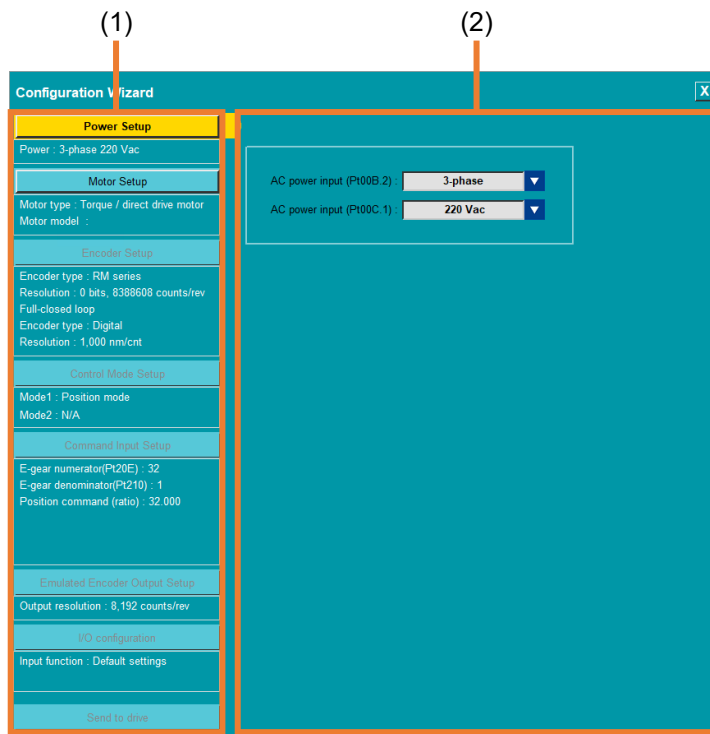 (1)
(2)
Configuration Wizard
X
Power Setup
Power : 3-phase 220 Vac
Motor Setup
Motor type : Torque / direct drive motor
Motor model :
Encoder Setup
Encoder type : RM series
Resolution : 0 bits, 8388608 counts/rev
Full-closed loop
Encoder type : Digital
Resolution : 1,000 nm/cnt
Control Mode Setup
Mode1 : Position mode
Mode2 : N/A
Command Input Setup
E-gear numerator(Pt20E) : 32
E-gear denominator(Pt210) : 1
Position command (ratio) : 32.000
Emulated Encoder Output Setup
Output resolution : 8,192 counts/rev
I/O configuration
Input function : Default settings
Send to drive
AC power input (Pt00B.2) : 3-phase
AC power input (Pt00C.1) : 220 Vac